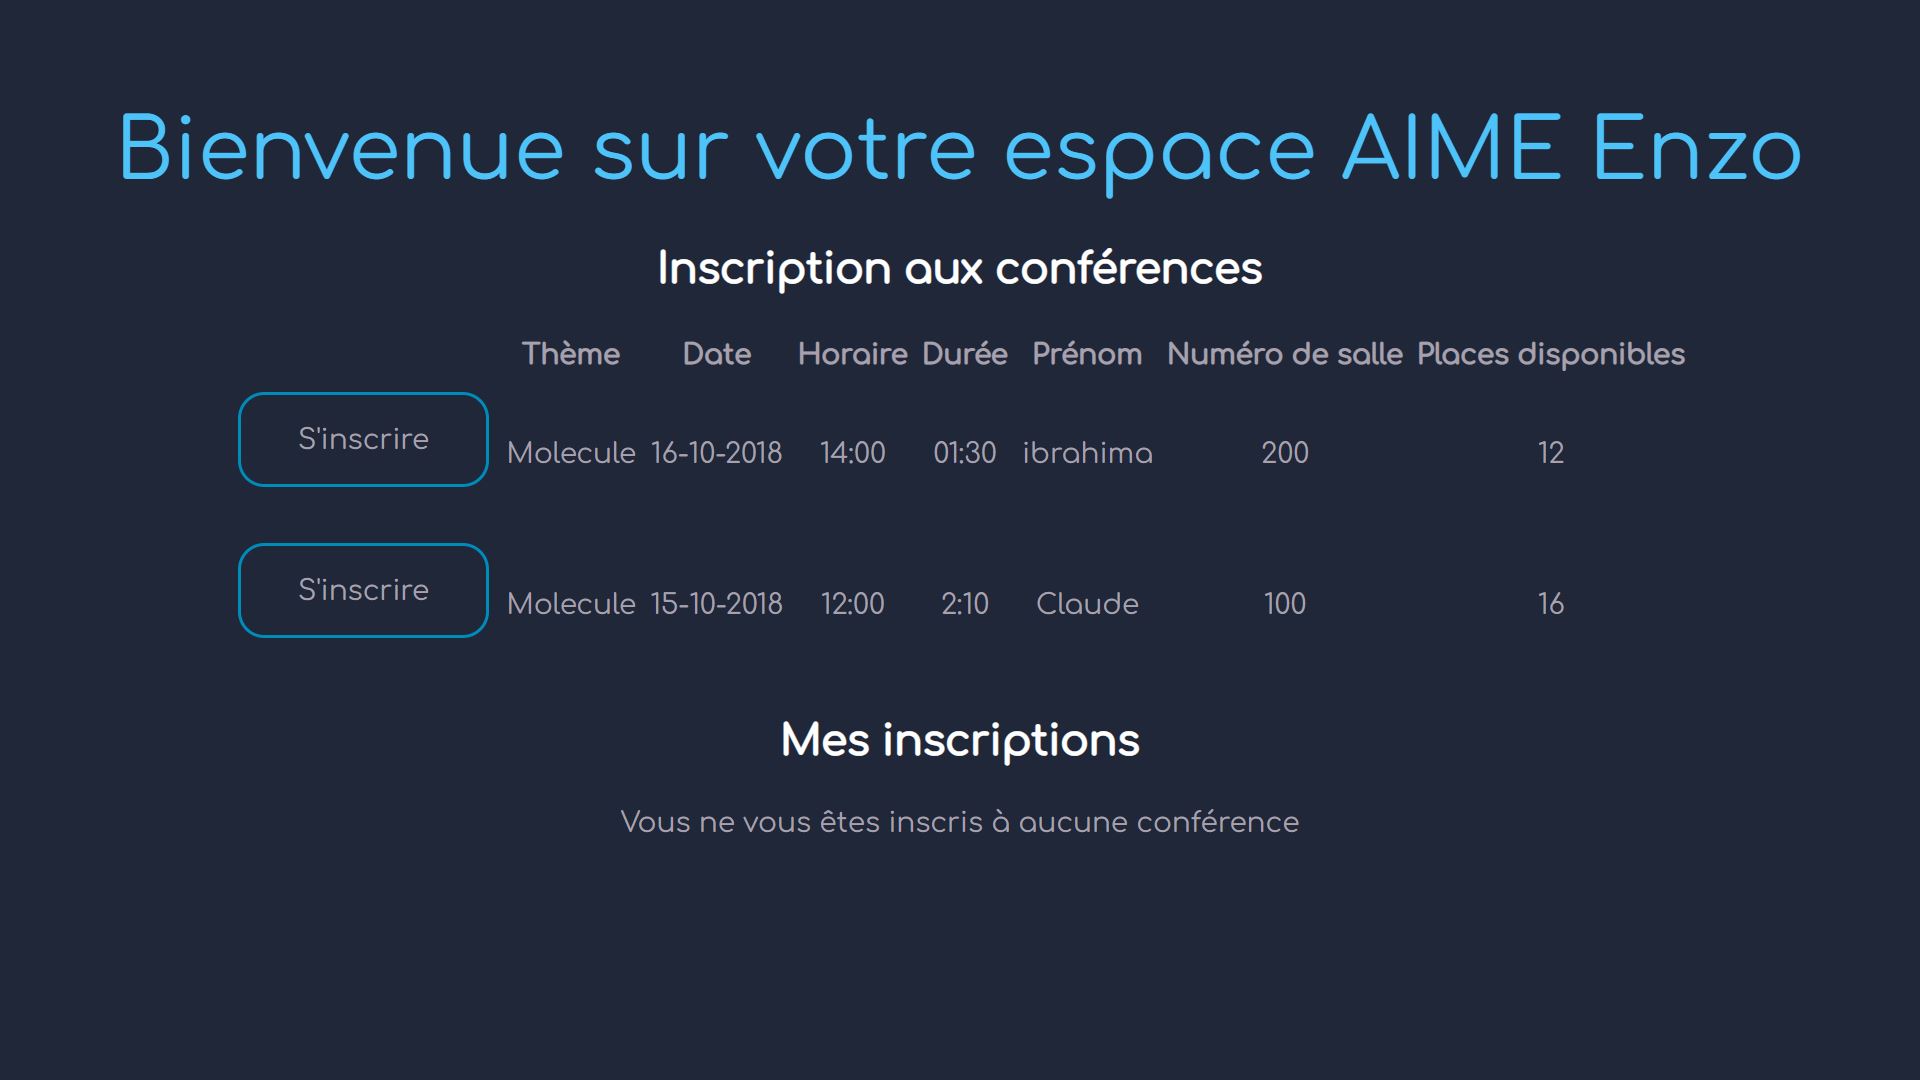 Bienvenue sur votre espace AIME Enzo
Inscription aux conférences
Thème Date Horaire Durée Prénom Numéro de salle Places disponibles
S'inscrire Molecule 16-10-2018 14:00 01:30 ibrahima 200 12
S'inscrire Molecule 15-10-2018 12:00 2:10 Claude 100 16
Mes inscriptions
Vous ne vous êtes inscris à aucune conférence